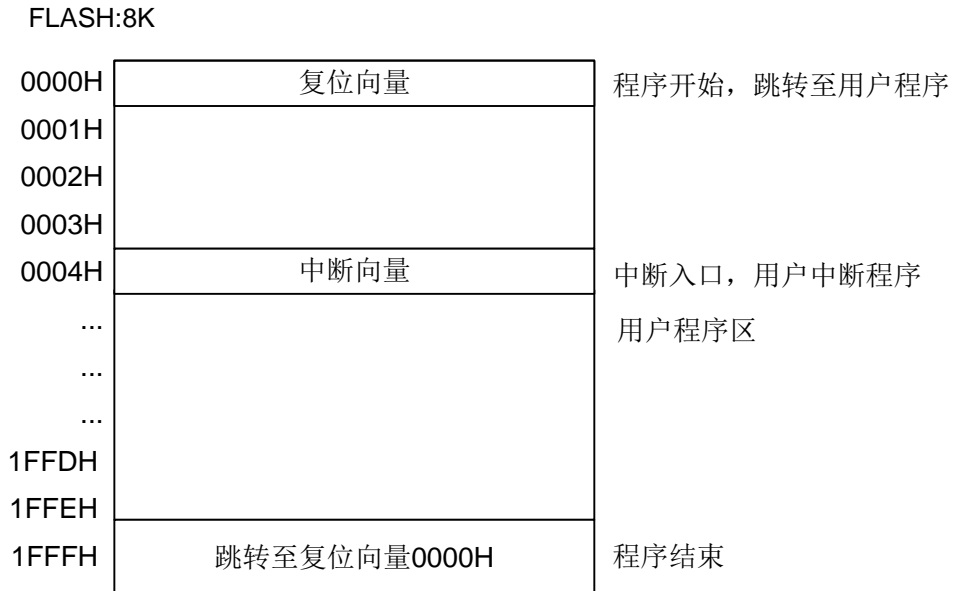 FLASH:8K
0000H 复位向量 程序开始，跳转至用户程序
0001H
0002H
0003H
0004H 中断向量 中断入口，用户中断程序
... 用户程序区
...
...
1FFDH
1FFEH
1FFFH 跳转至复位向量0000H 程序结束